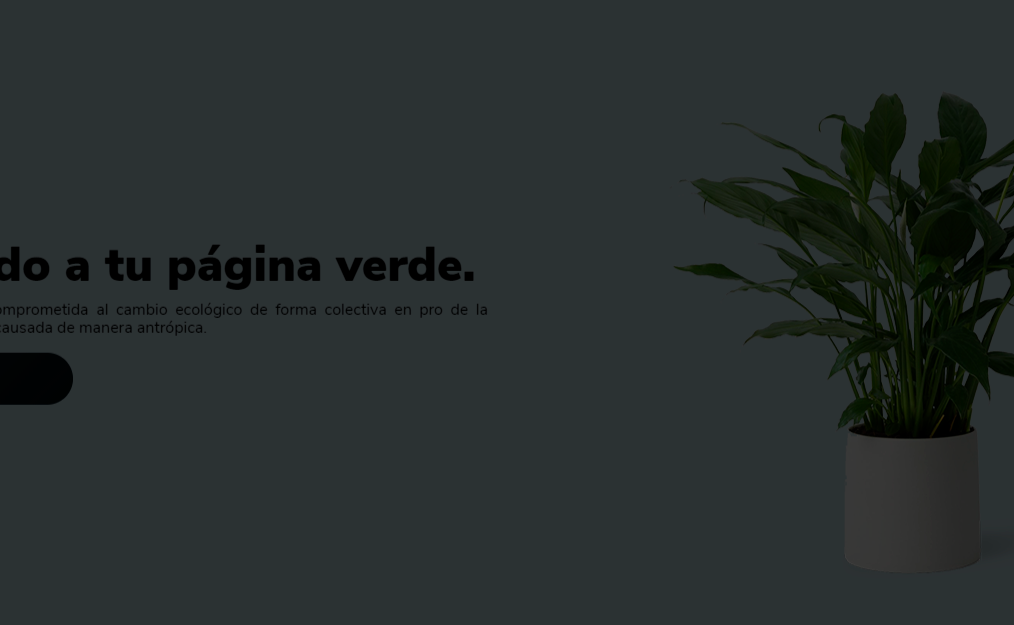 do a tu página verde.
omprometida al cambio ecológico de forma colectiva en pro de la
causada de manera antrópica.